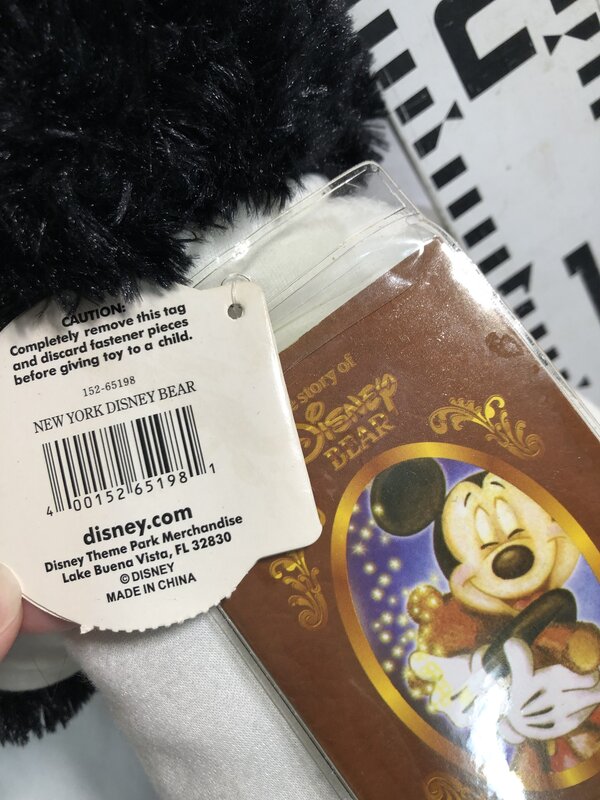 CAUTION:
Completely remove this tag
and discard fastener pieces
before giving toy to a child.
152-65198
NEW YORK DISNEY BEAR
4 00152 65198 1
disney.com
Disney Theme Park Merchandise
Lake Buena Vista, FL 32830
© DISNEY
MADE IN CHINA
story of
Disney
BEAR